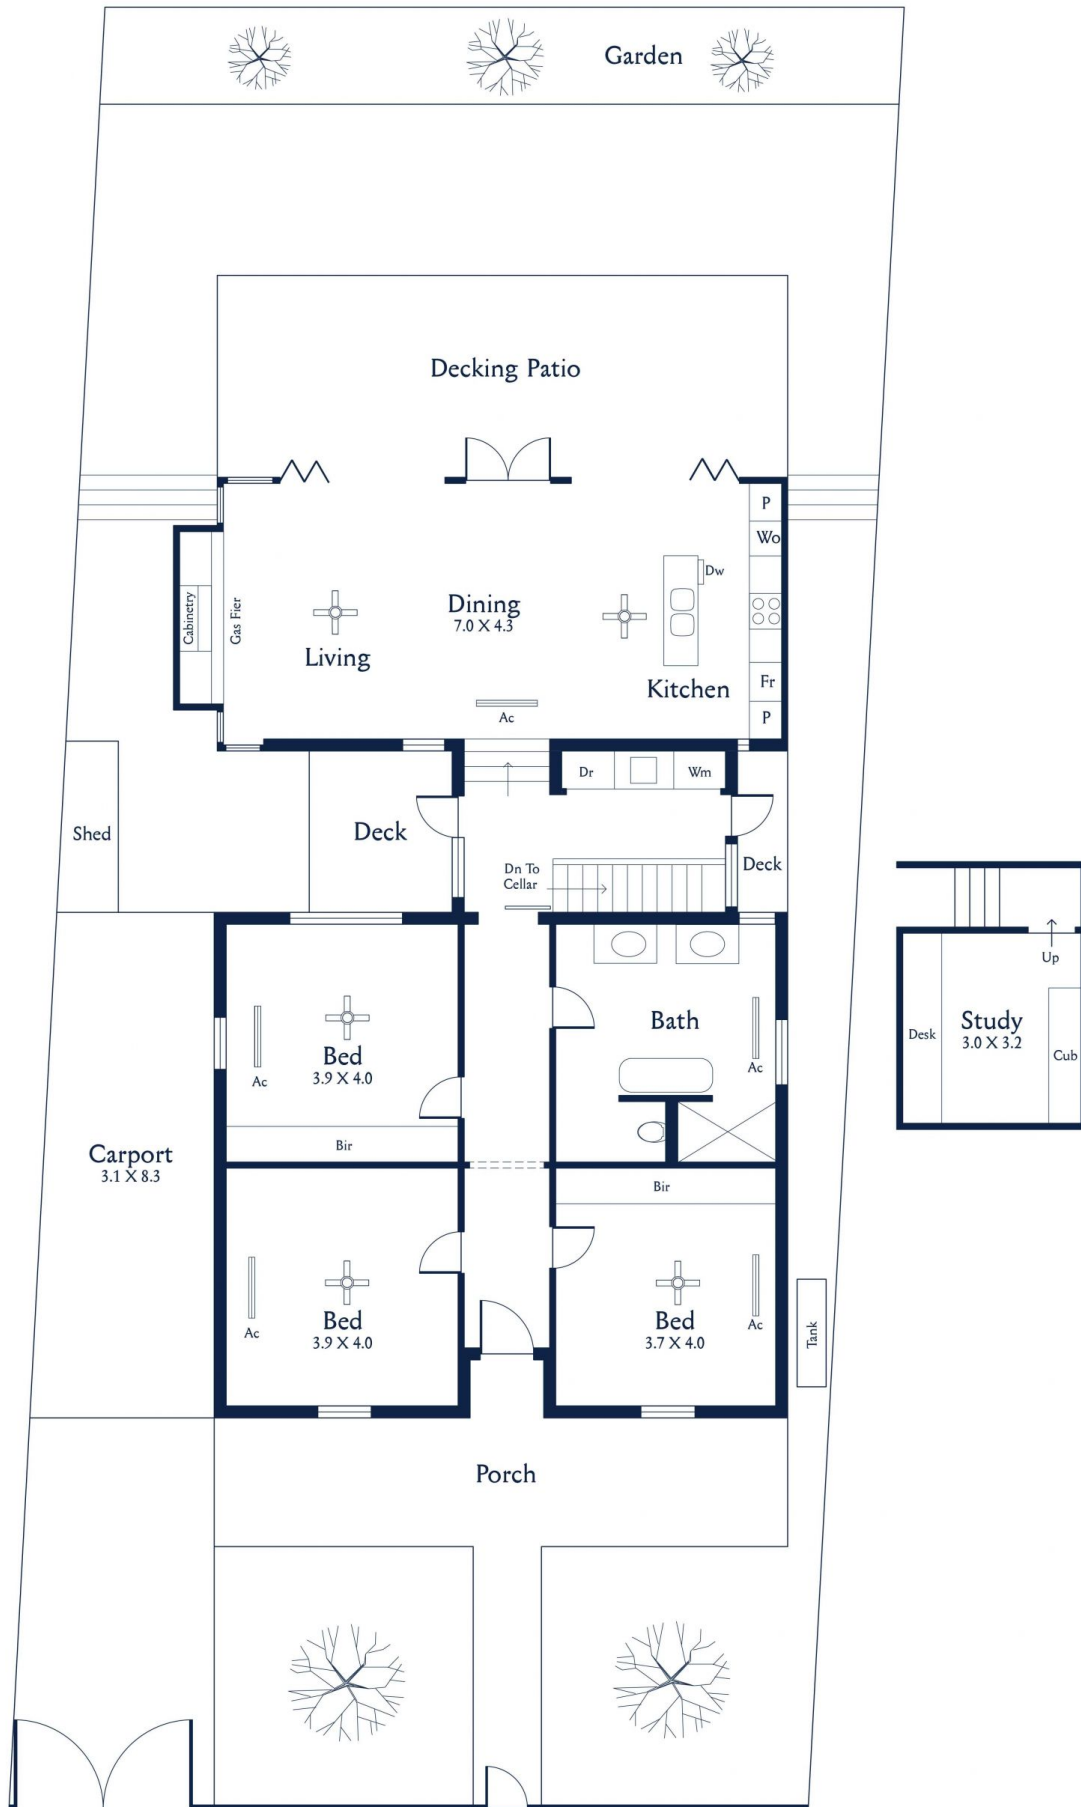 Garden
Decking Patio
P
Wo
Dw
Cabinetry
Gas Fier
Dining
7.0 X 4.3
Living
Kitchen
Fr
P
Ac
Dr
Wm
Shed
Deck
Dn To
Cellar
Deck
Up
Bath
Study
3.0 X 3.2
Desk
Cub
Bed
3.9 X 4.0
Ac
Ac
Bir
Carport
3.1 X 8.3
Bir
Bed
3.9 X 4.0
Ac
Bed
3.7 X 4.0
Ac
Tank
Porch